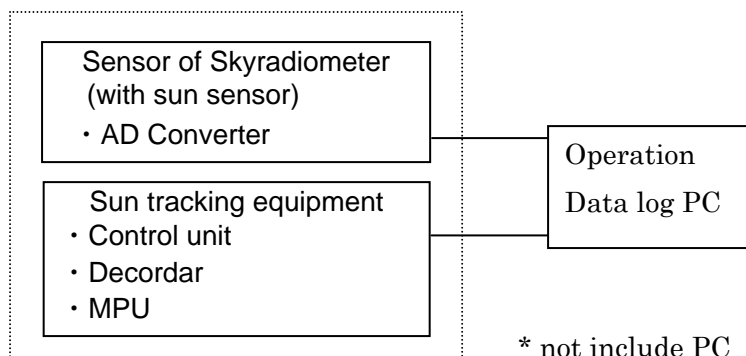 Sensor of Skyradiometer
(with sun sensor)
・AD Converter
Sun tracking equipment
・Control unit
・Decordar
・MPU
Operation
Data log PC
* not include PC